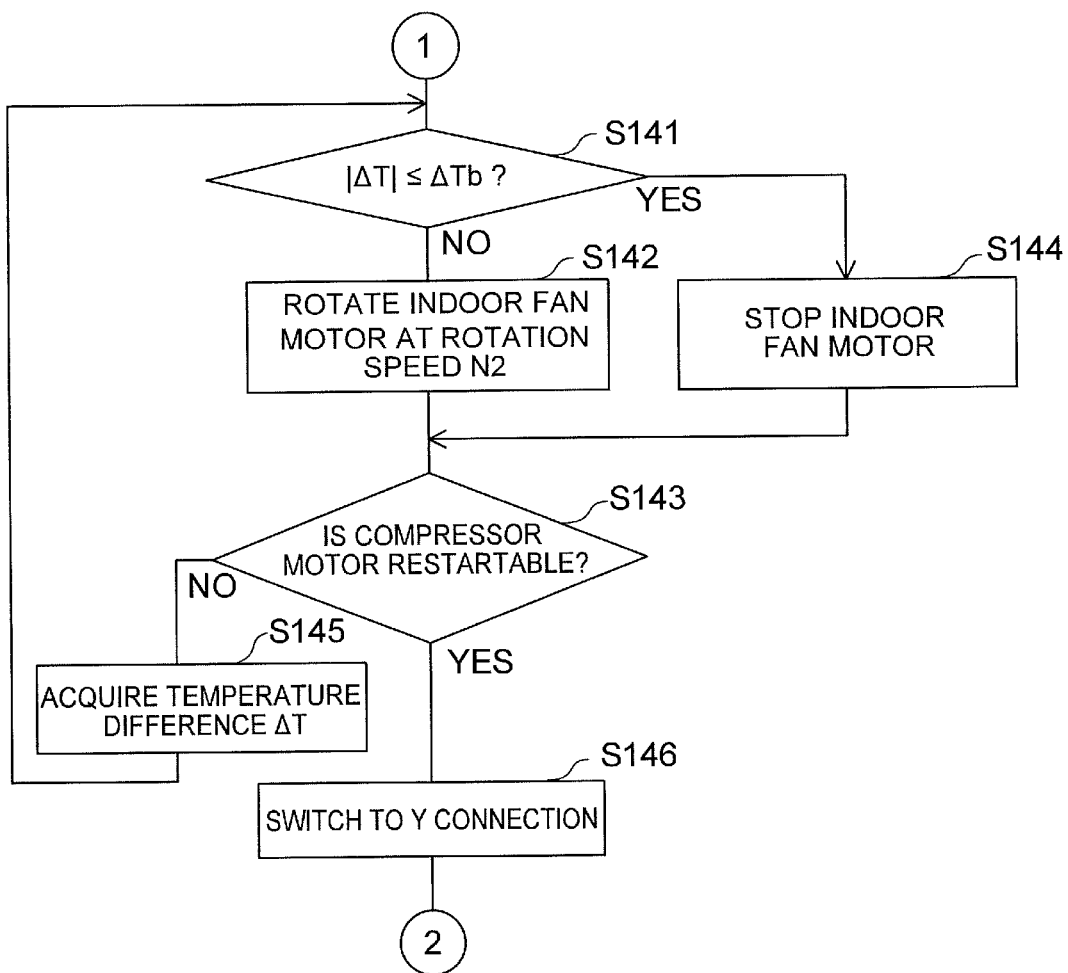 1
S141
|ΔT| ≤ ΔTb ?
YES
NO
S142
S144
ROTATE INDOOR FAN
MOTOR AT ROTATION
SPEED N2
STOP INDOOR
FAN MOTOR
S143
IS COMPRESSOR
MOTOR RESTARTABLE?
NO
S145
YES
ACQUIRE TEMPERATURE
DIFFERENCE ΔT
S146
SWITCH TO Y CONNECTION
2